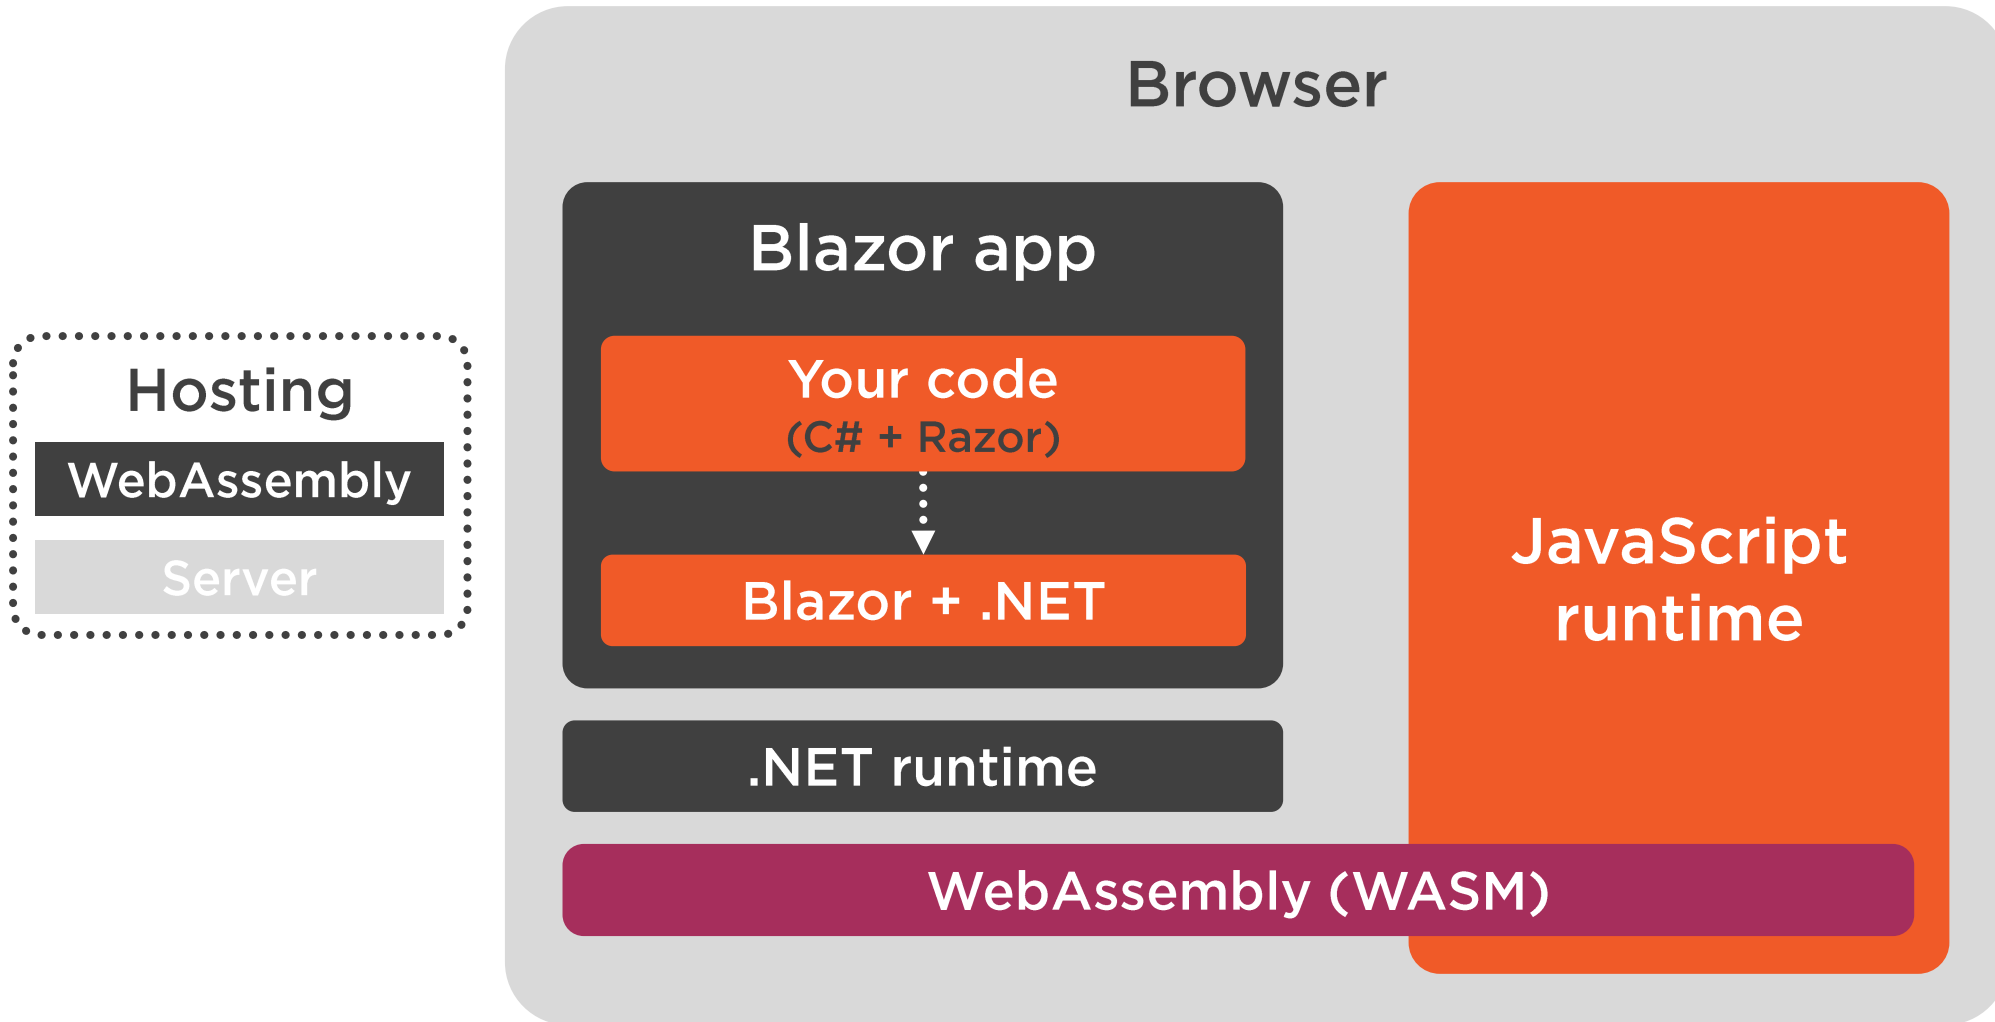 Browser
Hosting
WebAssembly
Server
Blazor app
Your code
(C# + Razor)
Blazor + .NET
.NET runtime
WebAssembly (WASM)
JavaScript
runtime